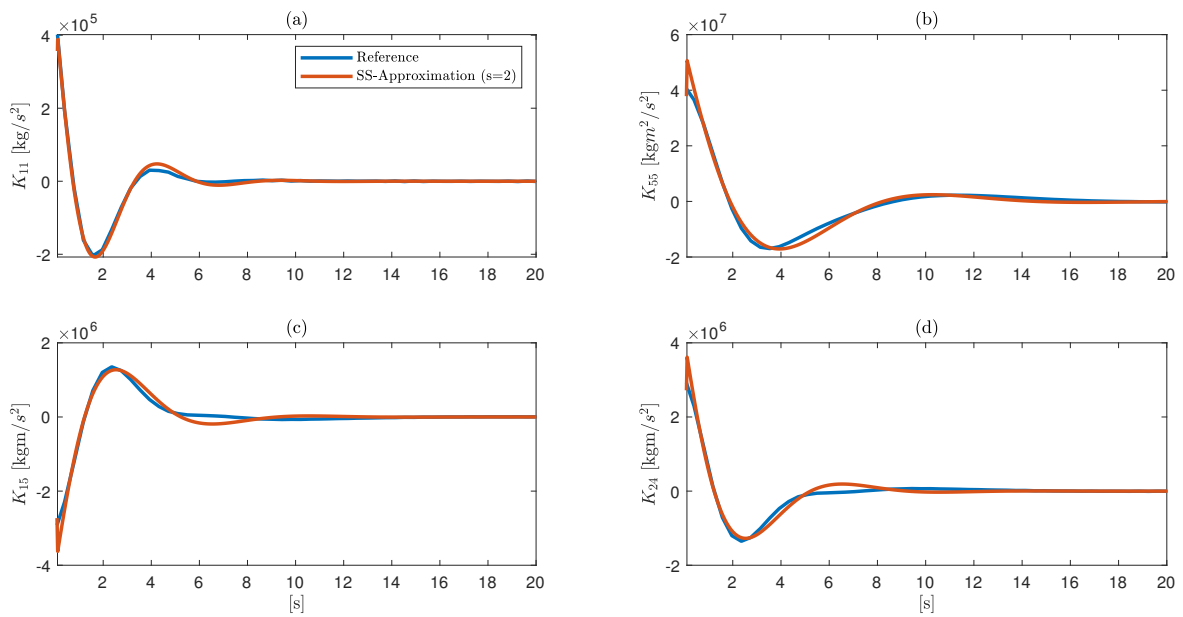 (a)
×10^5
4
2
0
-2
K_11 [kg/s^2]
Reference
SS-Approximation (s=2)
2 4 6 8 10 12 14 16 18 20
(b)
×10^7
6
4
2
0
-2
K_55 [kgm^2/s^2]
2 4 6 8 10 12 14 16 18 20
(c)
×10^6
2
0
-2
-4
K_15 [kgm/s^2]
2 4 6 8 10 12 14 16 18 20
[s]
(d)
×10^6
4
2
0
-2
K_24 [kgm/s^2]
2 4 6 8 10 12 14 16 18 20
[s]